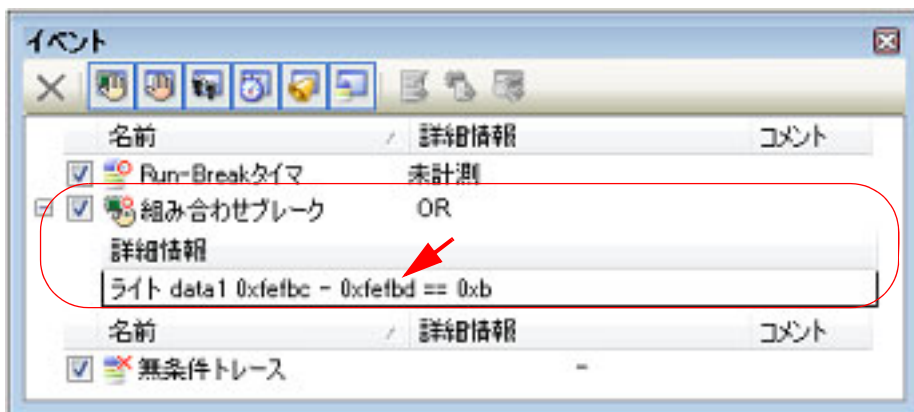 イベント
名前 詳細情報 コメント
Run-Breakタイマ 未計測
組み合わせブレーク OR
詳細情報
ライト data1 0xfefbc - 0xfefbd == 0xb
名前 詳細情報 コメント
無条件トレース -